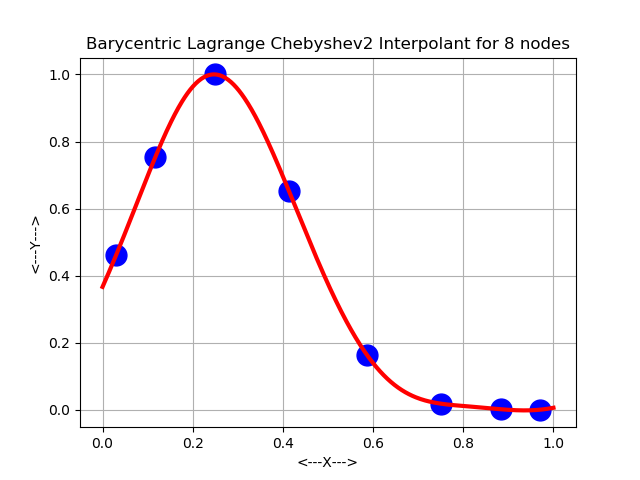 Barycentric Lagrange Chebyshev2 Interpolant for 8 nodes
1.0
0.8
0.6
0.4
0.2
0.0
<---Y--->
0.0 0.2 0.4 0.6 0.8 1.0
<---X--->